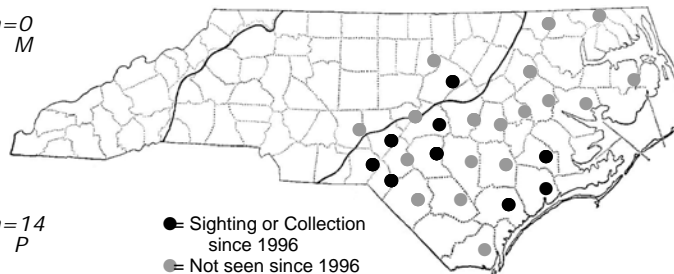 n=0
M
n=14
P
= Sighting or Collection
since 1996
= Not seen since 1996